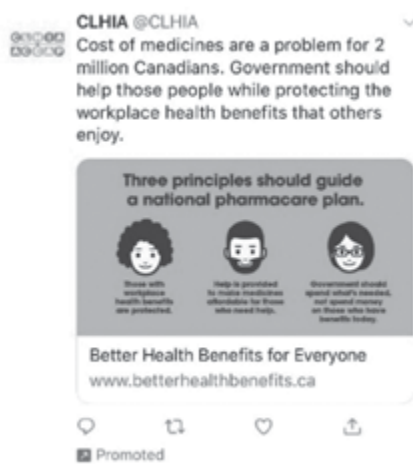 CLHIA @CLHIA
Cost of medicines are a problem for 2
million Canadians. Government should
help those people while protecting the
workplace health benefits that others
enjoy.
Three principles should guide
a national pharmacare plan.
Those with
workplace
health benefits
are protected.
Help is provided
to make medicines
affordable for those
who need help.
Government should
spend what's needed,
not spend money
on those who have
benefits today.
Better Health Benefits for Everyone
www.betterhealthbenefits.ca
Promoted